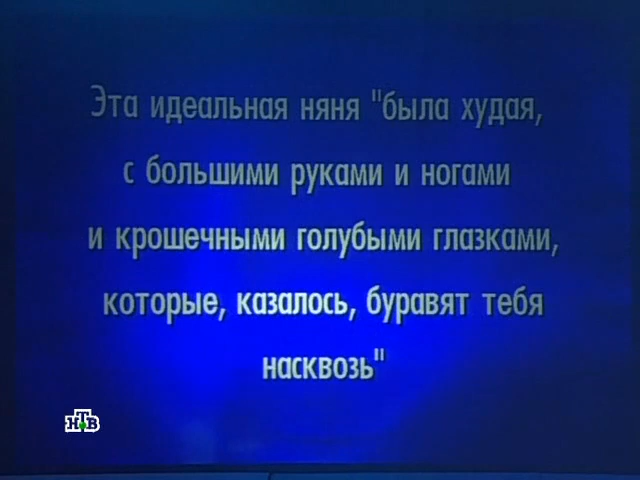 Эта идеальная няня "была худая,
с большими руками и ногами
и крошечными голубыми глазками,
которые, казалось, буравят тебя
насквозь"
НТВ